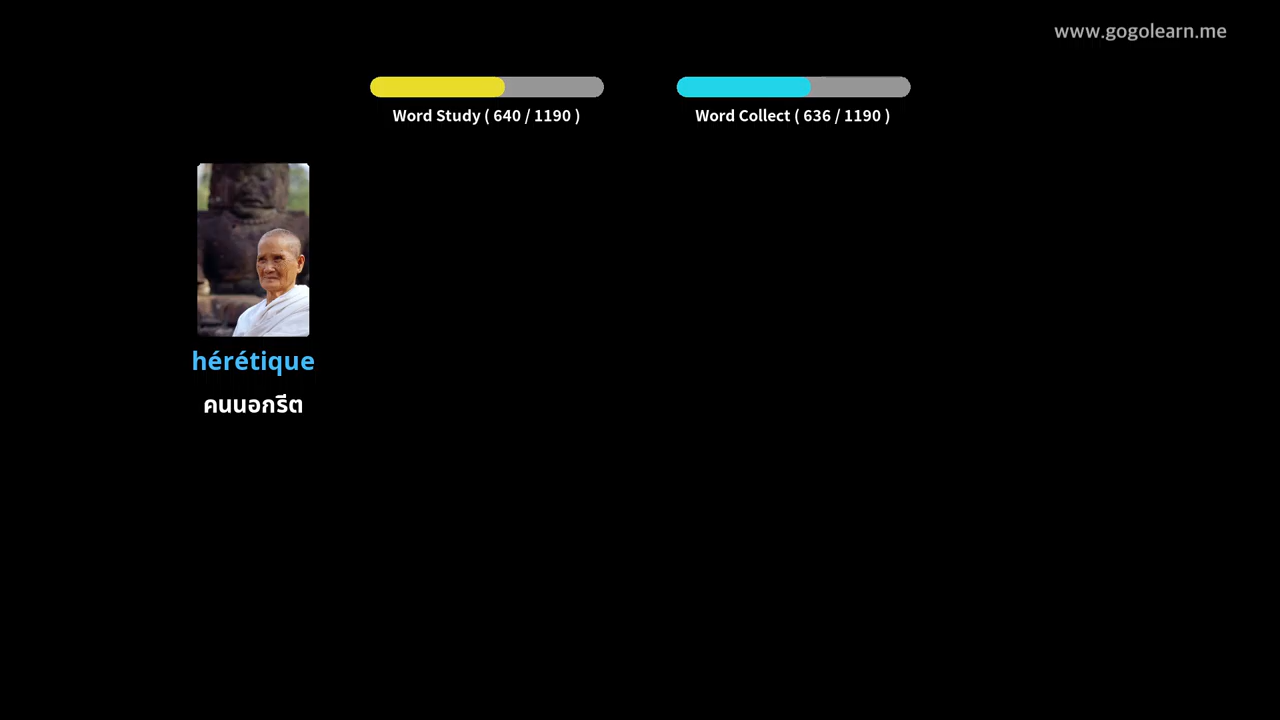 www.gogolearn.me
Word Study ( 640 / 1190 )
Word Collect ( 636 / 1190 )
hérétique
คนนอกรีต